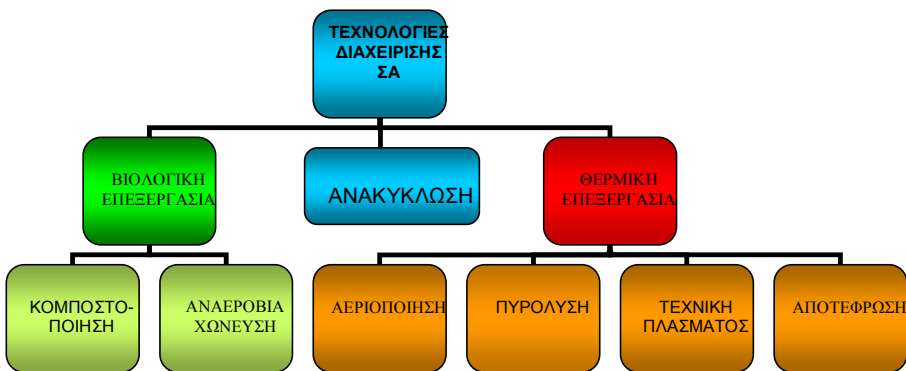 ΤΕΧΝΟΛΟΓΙΕΣ
ΔΙΑΧΕΙΡΙΣΗΣ
ΣΑ
ΒΙΟΛΟΓΙΚΗ
ΕΠΕΞΕΡΓΑΣΙΑ
ΑΝΑΚΥΚΛΩΣΗ
ΘΕΡΜΙΚΗ
ΕΠΕΞΕΡΓΑΣΙΑ
ΚΟΜΠΟΣΤΟ-
ΠΟΙΗΣΗ
ΑΝΑΕΡΟΒΙΑ
ΧΩΝΕΥΣΗ
ΑΕΡΙΟΠΟΙΗΣΗ
ΠΥΡΟΛΥΣΗ
ΤΕΧΝΙΚΗ
ΠΛΑΣΜΑΤΟΣ
ΑΠΟΤΕΦΡΩΣΗ